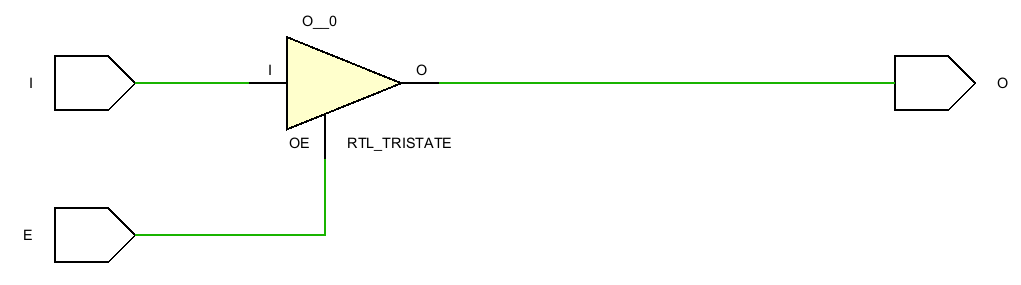 O__0
I
I
O
O
OE
RTL_TRISTATE
E